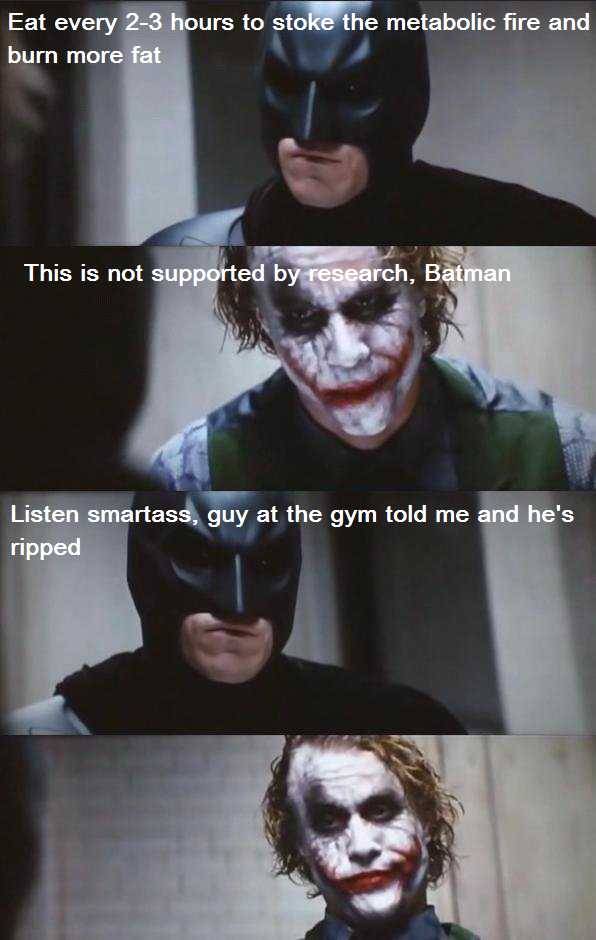 Eat every 2-3 hours to stoke the metabolic fire and
burn more fat
This is not supported by research, Batman
Listen smartass, guy at the gym told me and he's
ripped